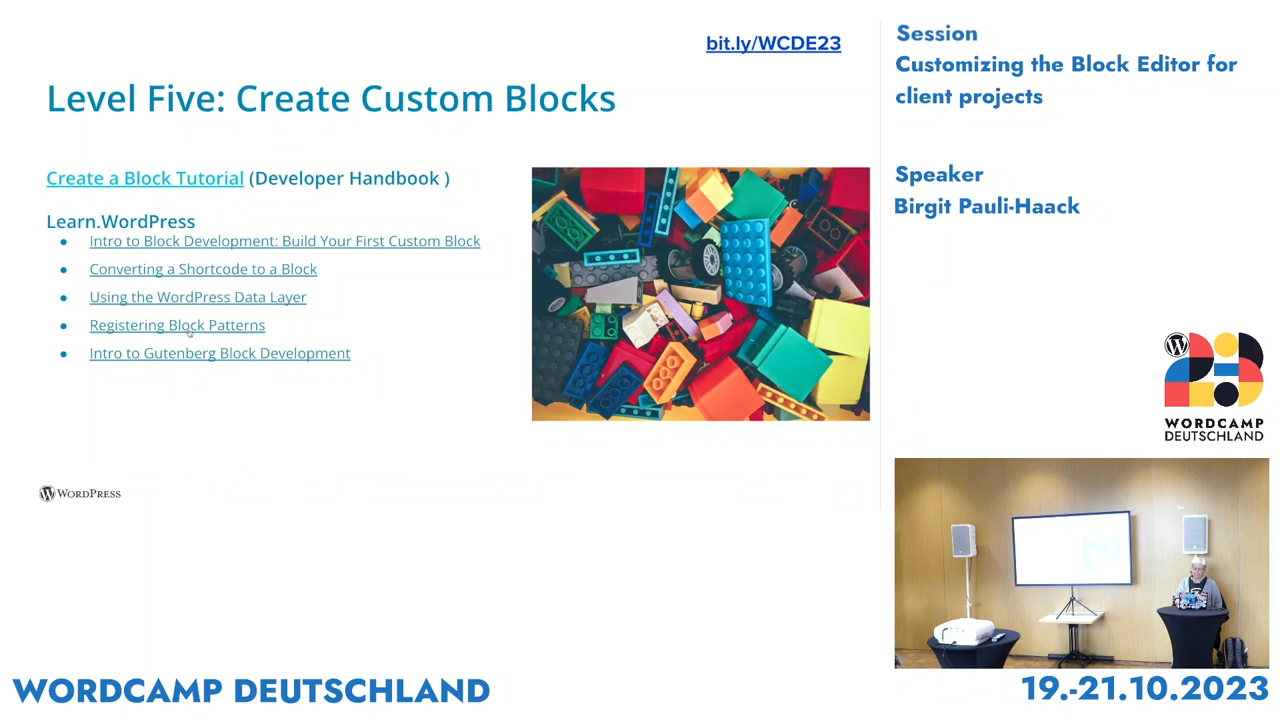 bit.ly/WCDE23
Level Five: Create Custom Blocks
Create a Block Tutorial (Developer Handbook )
Learn.WordPress
● Intro to Block Development: Build Your First Custom Block
● Converting a Shortcode to a Block
● Using the WordPress Data Layer
● Registering Block Patterns
● Intro to Gutenberg Block Development
WORDPRESS
Session
Customizing the Block Editor for
client projects
Speaker
Birgit Pauli-Haack
WORDCAMP
DEUTSCHLAND
WORDCAMP DEUTSCHLAND
19.-21.10.2023